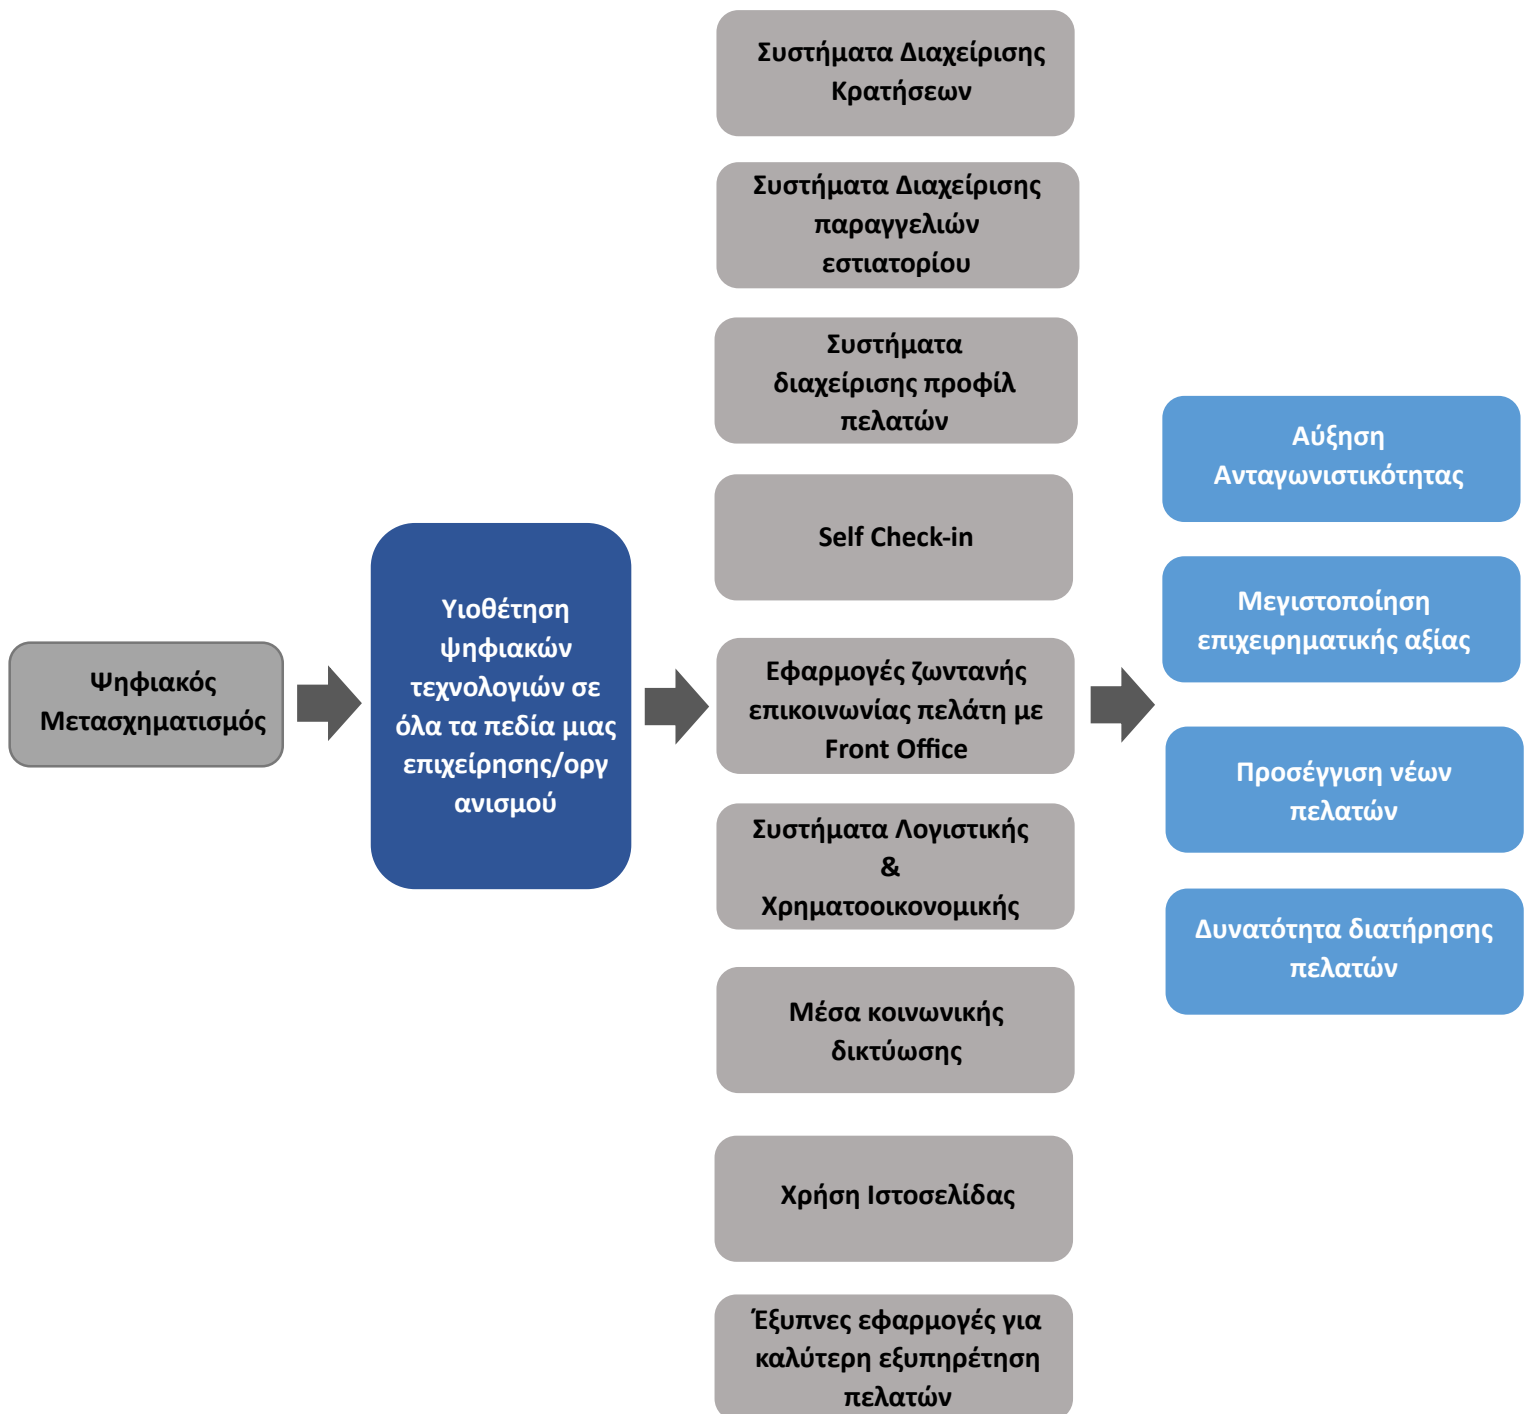 Ψηφιακός
Μετασχηματισμός
Υιοθέτηση
ψηφιακών
τεχνολογιών σε
όλα τα πεδία μιας
επιχείρησης/οργ
ανισμού
Συστήματα Διαχείρισης
Κρατήσεων
Συστήματα Διαχείρισης
παραγγελιών
εστιατορίου
Συστήματα
διαχείρισης προφίλ
πελατών
Self Check-in
Εφαρμογές ζωντανής
επικοινωνίας πελάτη με
Front Office
Συστήματα Λογιστικής
&
Χρηματοοικονομικής
Μέσα κοινωνικής
δικτύωσης
Χρήση Ιστοσελίδας
Έξυπνες εφαρμογές για
καλύτερη εξυπηρέτηση
πελατών
Αύξηση
Ανταγωνιστικότητας
Μεγιστοποίηση
επιχειρηματικής αξίας
Προσέγγιση νέων
πελατών
Δυνατότητα διατήρησης
πελατών